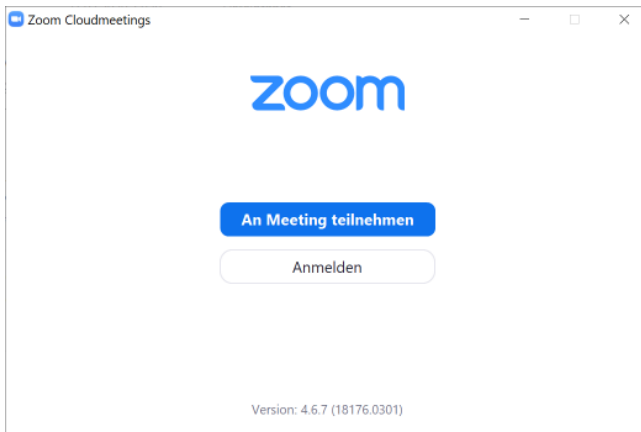 Zoom Cloudmeetings
zoom
An Meeting teilnehmen
Anmelden
Version: 4.6.7 (18176.0301)